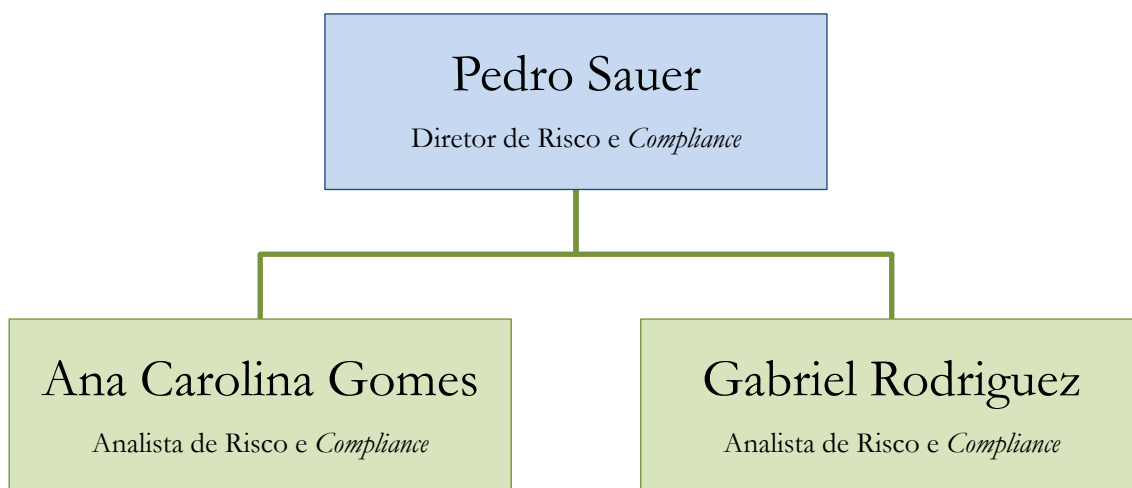 Pedro Sauer
Diretor de Risco e Compliance
Ana Carolina Gomes
Analista de Risco e Compliance
Gabriel Rodriguez
Analista de Risco e Compliance